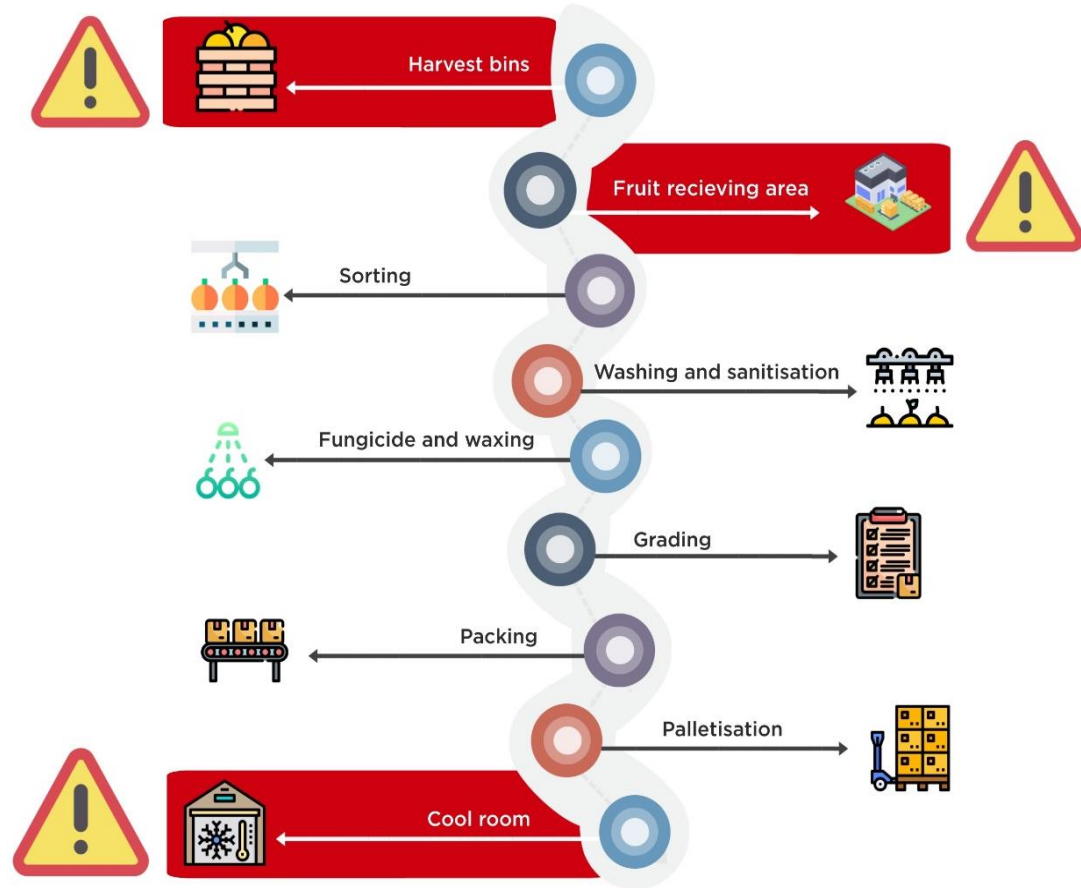 Harvest bins
Fruit recieving area
Sorting
Washing and sanitisation
Fungicide and waxing
Grading
Packing
Palletisation
Cool room